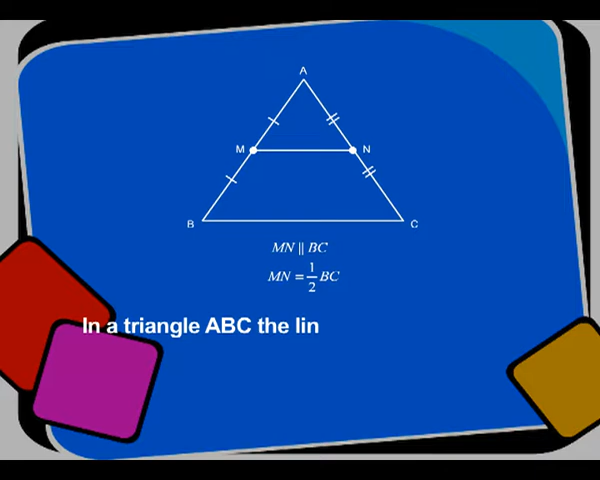 A
M N
B C
MN || BC
MN = 1/2 BC
In a triangle ABC the lin